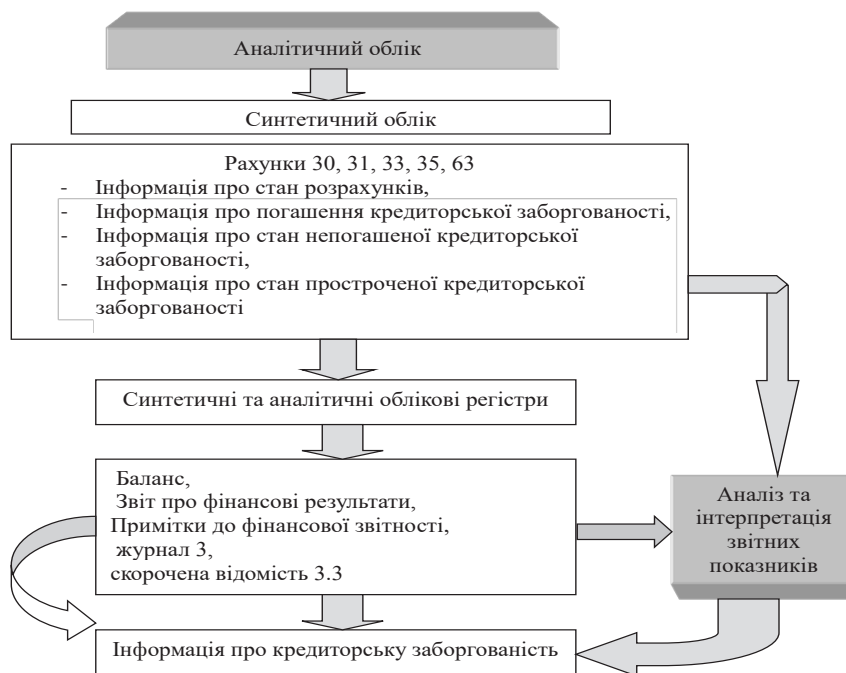 Аналітичний облік
Синтетичний облік
Рахунки 30, 31, 33, 35, 63
- Інформація про стан розрахунків,
- Інформація про погашення кредиторської заборгованості,
- Інформація про стан непогашеної кредиторської
заборгованості,
- Інформація про стан простроченої кредиторської
заборгованості
Синтетичні та аналітичні облікові регістри
Баланс,
Звіт про фінансові результати,
Примітки до фінансової звітності,
журнал 3,
скорочена відомість 3.3
Аналіз та
інтерпретація
звітних
показників
Інформація про кредиторську заборгованість